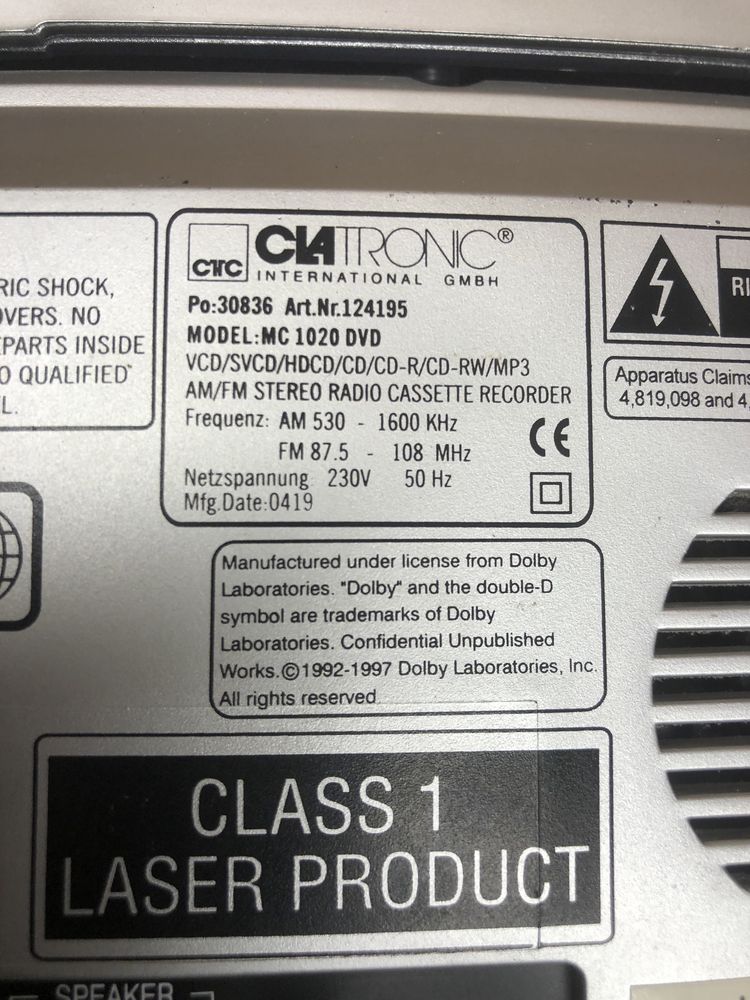 RIC SHOCK,
OVERS. NO
PARTS INSIDE
O QUALIFIED
L.
CTC CLATRONIC®
INTERNATIONAL GMBH
Po:30836 Art.Nr.124195
MODEL:MC 1020 DVD
VCD/SVCD/HDCD/CD/CD-R/CD-RW/MP3
AM/FM STEREO RADIO CASSETTE RECORDER
Frequenz: AM 530 - 1600 KHz
FM 87.5 - 108 MHz
CE
Netzspannung 230V 50 Hz
Mfg.Date:0419
RI
Apparatus Claims
4,819,098 and 4,
Manufactured under license from Dolby
Laboratories. "Dolby" and the double-D
symbol are trademarks of Dolby
Laboratories. Confidential Unpublished
Works.©1992-1997 Dolby Laboratories, Inc.
All rights reserved.
CLASS 1
LASER PRODUCT
SPEAKER